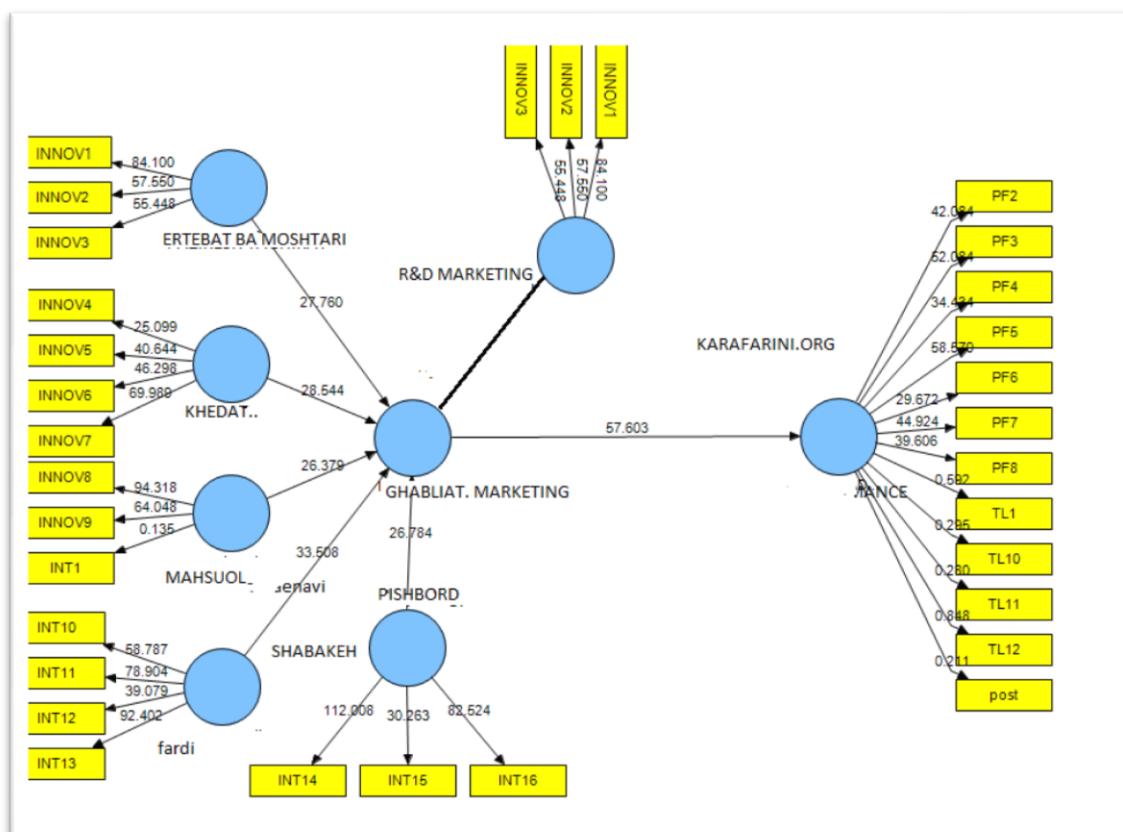 INNOV3
INNOV2
INNOV1
55.448
57.550
84.100
INNOV1
INNOV2
INNOV3
84.100
57.550
55.448
ERTEBAT BA MOSHTARI
27.760
R&D MARKETING
INNOV4
INNOV5
INNOV6
INNOV7
25.099
40.644
46.298
69.989
KHEDAT..
28.544
INNOV8
INNOV9
INT1
94.318
64.048
0.135
MAHSUOL
26.379
GHABLIAT. MARKETING
57.603
INT10
INT11
INT12
INT13
58.787
78.904
39.079
92.402
fardi
33.508
PISHBORD
SHABAKEH
26.784
112.008
30.263
82.524
INT14
INT15
INT16
KARAFARINI.ORG
42.084
52.084
34.434
58.570
29.672
44.924
39.606
0.592
0.295
0.280
0.848
0.211
PF2
PF3
PF4
PF5
PF6
PF7
PF8
TL1
TL10
TL11
TL12
post